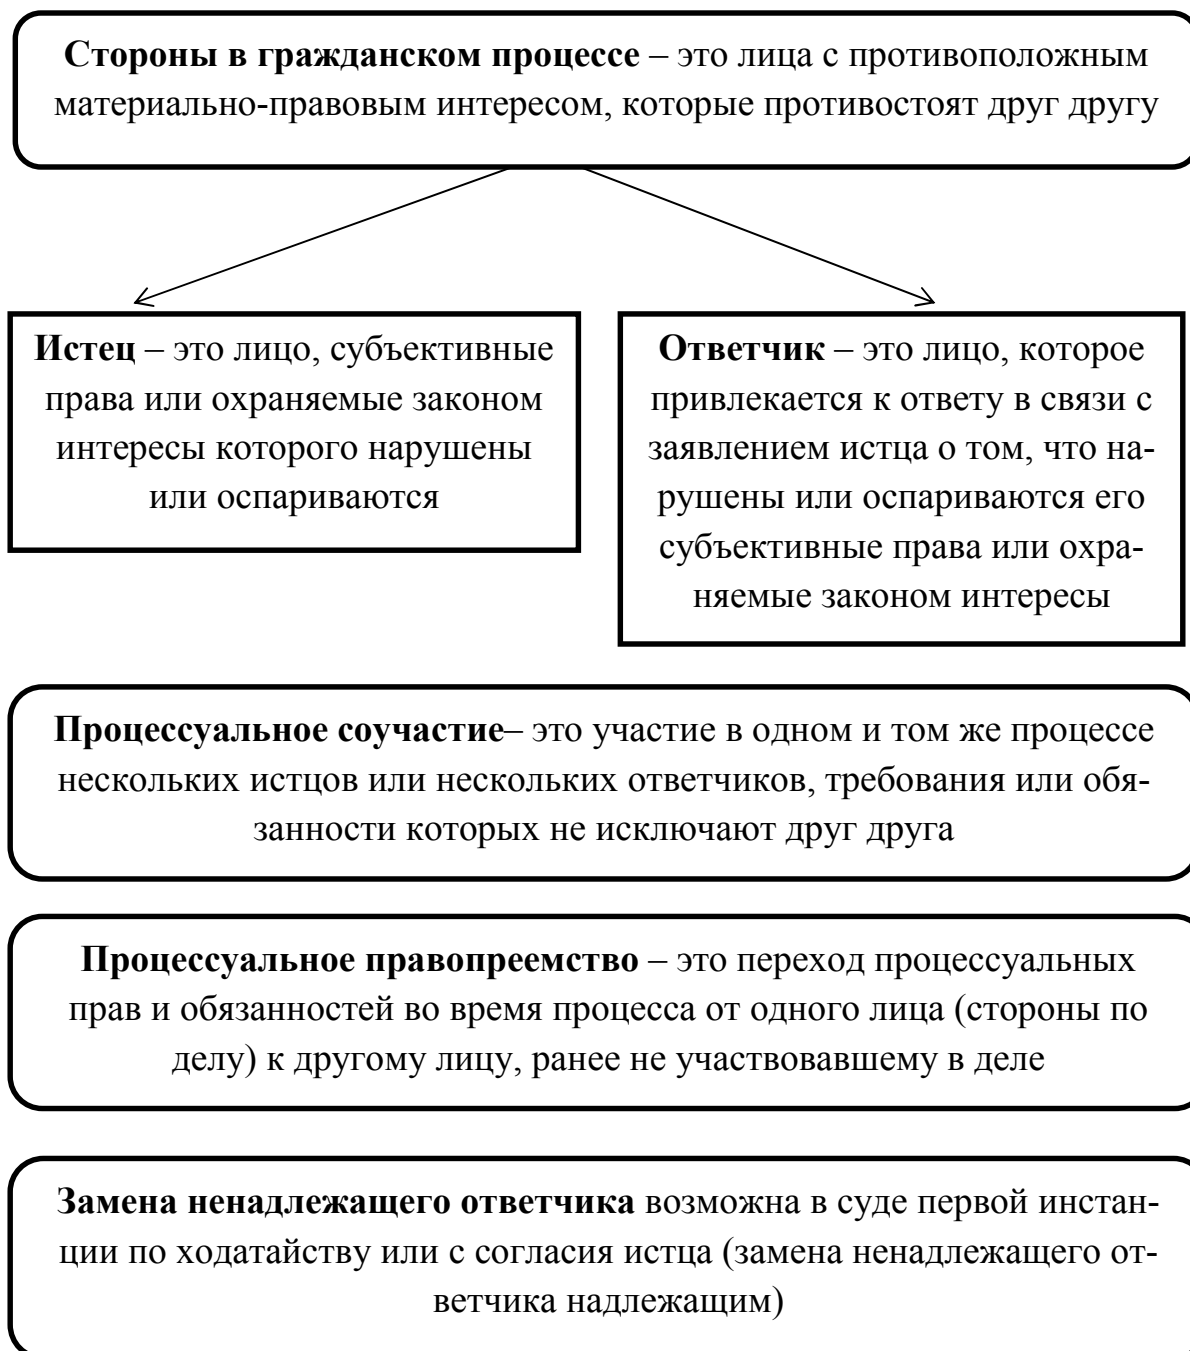 Стороны в гражданском процессе – это лица с противоположным
материально-правовым интересом, которые противостоят друг другу
Истец – это лицо, субъективные
права или охраняемые законом
интересы которого нарушены
или оспариваются
Ответчик – это лицо, которое
привлекается к ответу в связи с
заявлением истца о том, что на-
рушены или оспариваются его
субъективные права или охра-
няемые законом интересы
Процессуальное соучастие– это участие в одном и том же процессе
нескольких истцов или нескольких ответчиков, требования или обя-
занности которых не исключают друг друга
Процессуальное правопреемство – это переход процессуальных
прав и обязанностей во время процесса от одного лица (стороны по
делу) к другому лицу, ранее не участвовавшему в деле
Замена ненадлежащего ответчика возможна в суде первой инстан-
ции по ходатайству или с согласия истца (замена ненадлежащего от-
ветчика надлежащим)